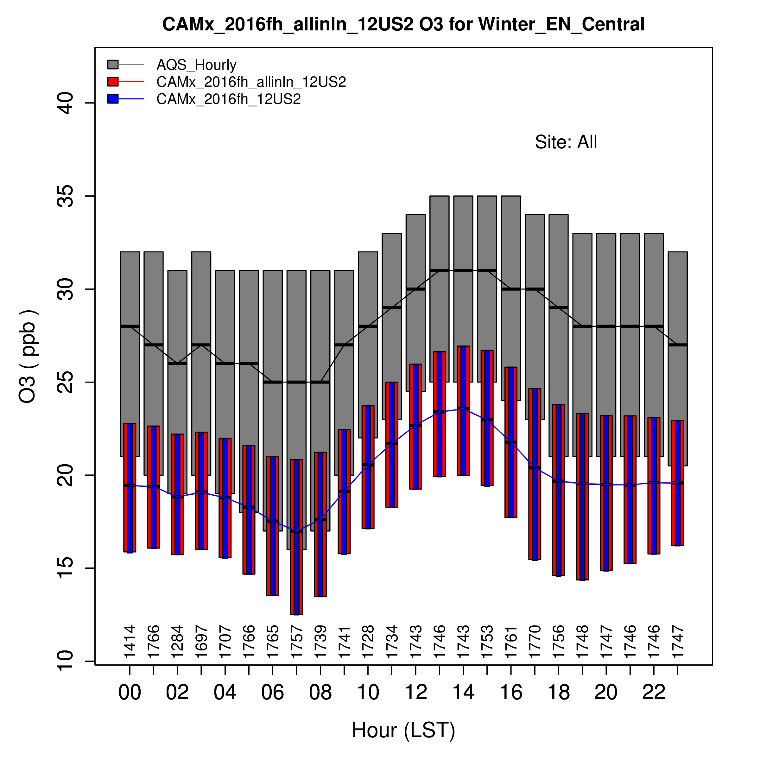 CAMx_2016fh_allinln_12US2 O3 for Winter_EN_Central
AQS_Hourly
CAMx_2016fh_allinln_12US2
CAMx_2016fh_12US2
Site: All
O3 ( ppb )
40
35
30
25
20
15
10
1414 1766 1284 1697 1707 1766 1765 1757 1739 1741 1728 1734 1743 1746 1743 1753 1761 1770 1756 1748 1747 1746 1746 1747
00 02 04 06 08 10 12 14 16 18 20 22
Hour (LST)